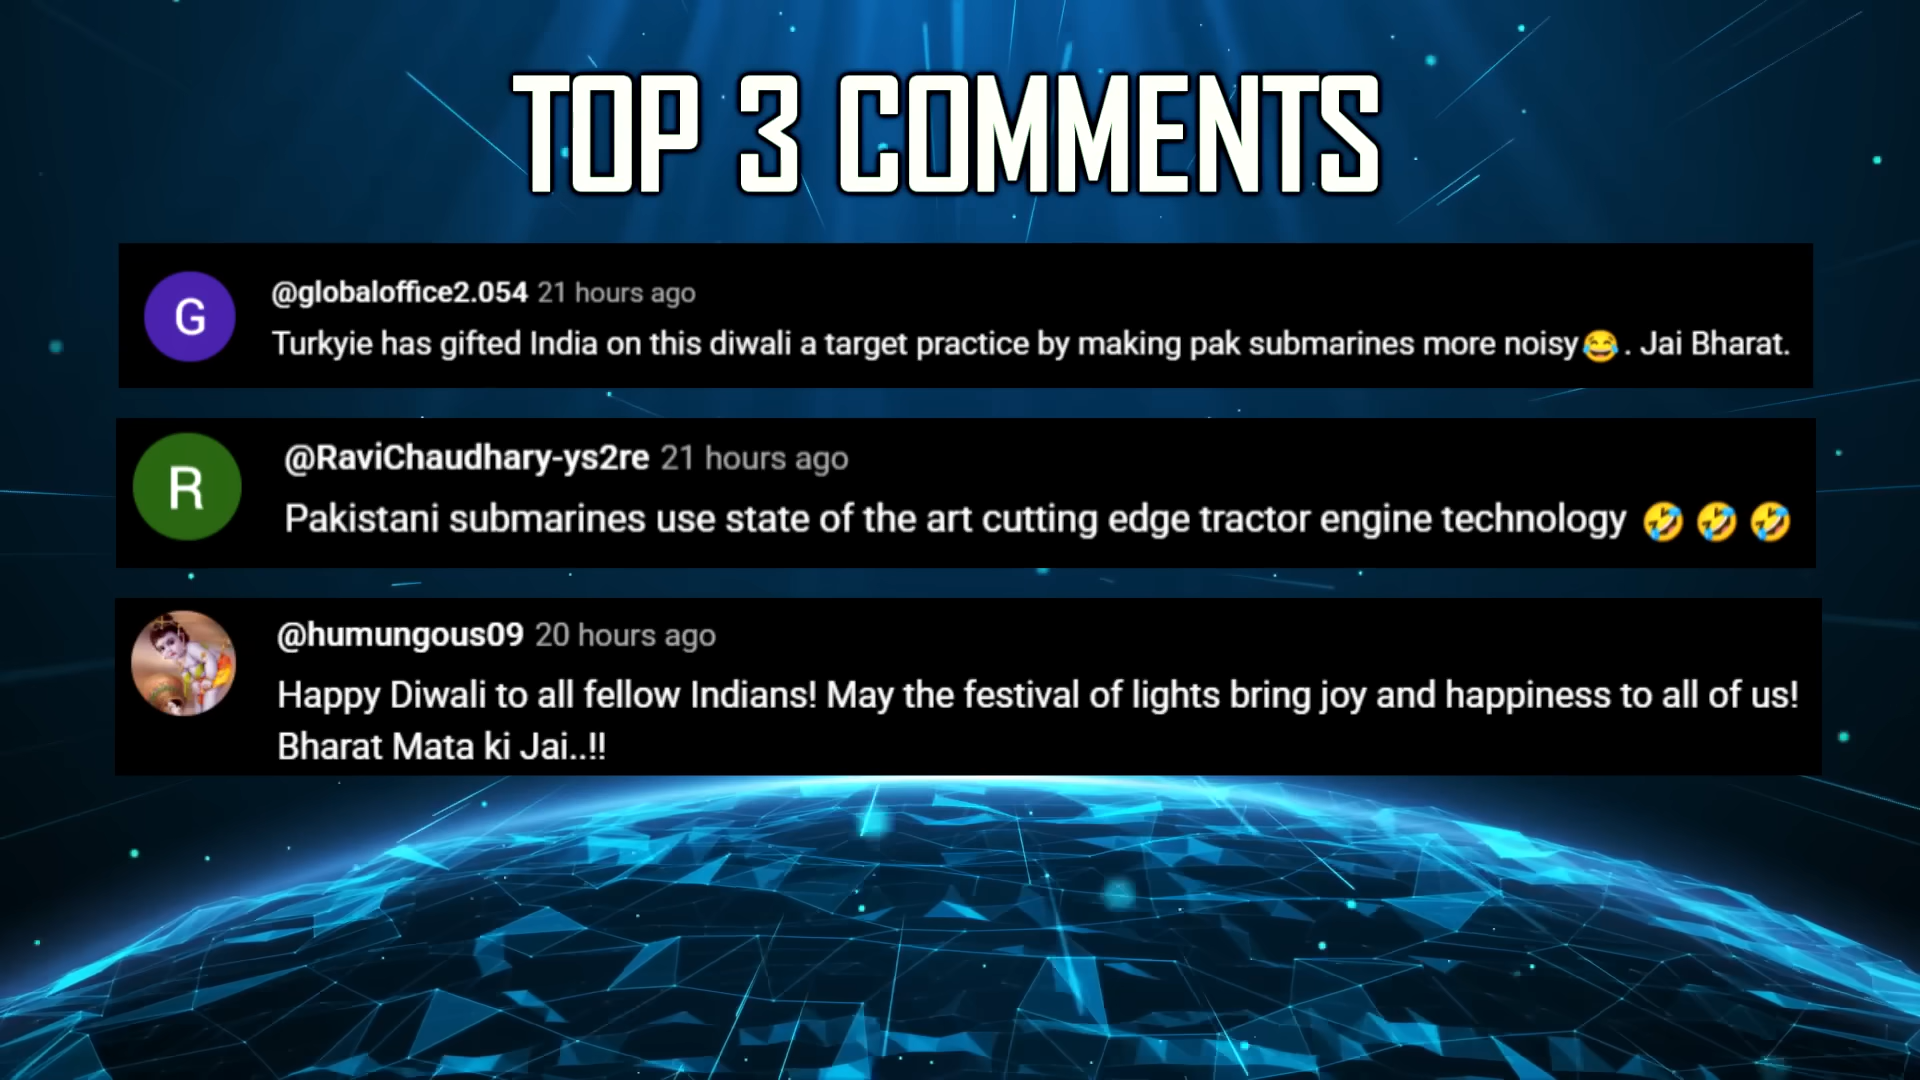 TOP 3 COMMENTS
G
@globaloffice2.054 21 hours ago
Turkyie has gifted India on this diwali a target practice by making pak submarines more noisy😂. Jai Bharat.
R
@RaviChaudhary-ys2re 21 hours ago
Pakistani submarines use state of the art cutting edge tractor engine technology 🤣🤣🤣
@humungous09 20 hours ago
Happy Diwali to all fellow Indians! May the festival of lights bring joy and happiness to all of us!
Bharat Mata ki Jai..!!